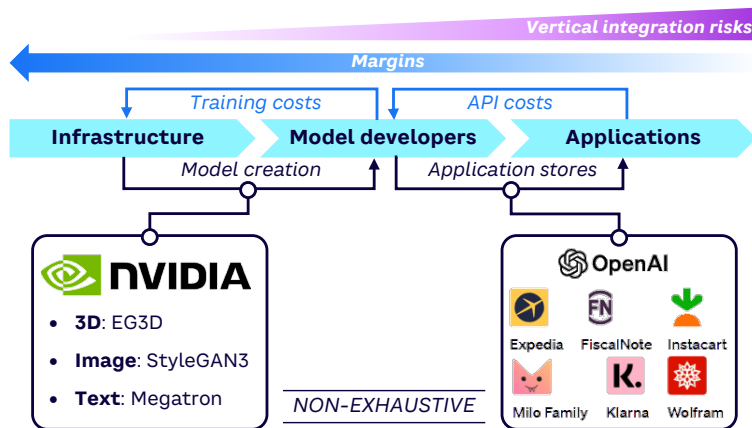 Vertical integration risks
Margins
Training costs
API costs
Infrastructure
Model developers
Applications
Model creation
Application stores
NVIDIA
• 3D: EG3D
• Image: StyleGAN3
• Text: Megatron
NON-EXHAUSTIVE
OpenAI
FN
Expedia
FiscalNote
Instacart
K.
Milo Family
Klarna
Wolfram